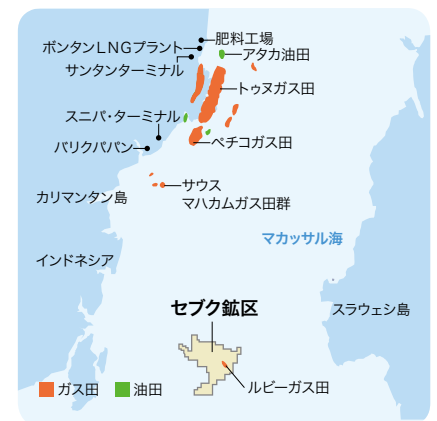 肥料工場
ボンタンLNGプラント
アタカ油田
サンタンターミナル
トゥヌガス田
スニパ・ターミナル
ペチコガス田
バリクパパン
サウス
マハカムガス田群
カリマンタン島
マカッサル海
インドネシア
セブク鉱区
スラウェシ島
ルビーガス田
ガス田
油田